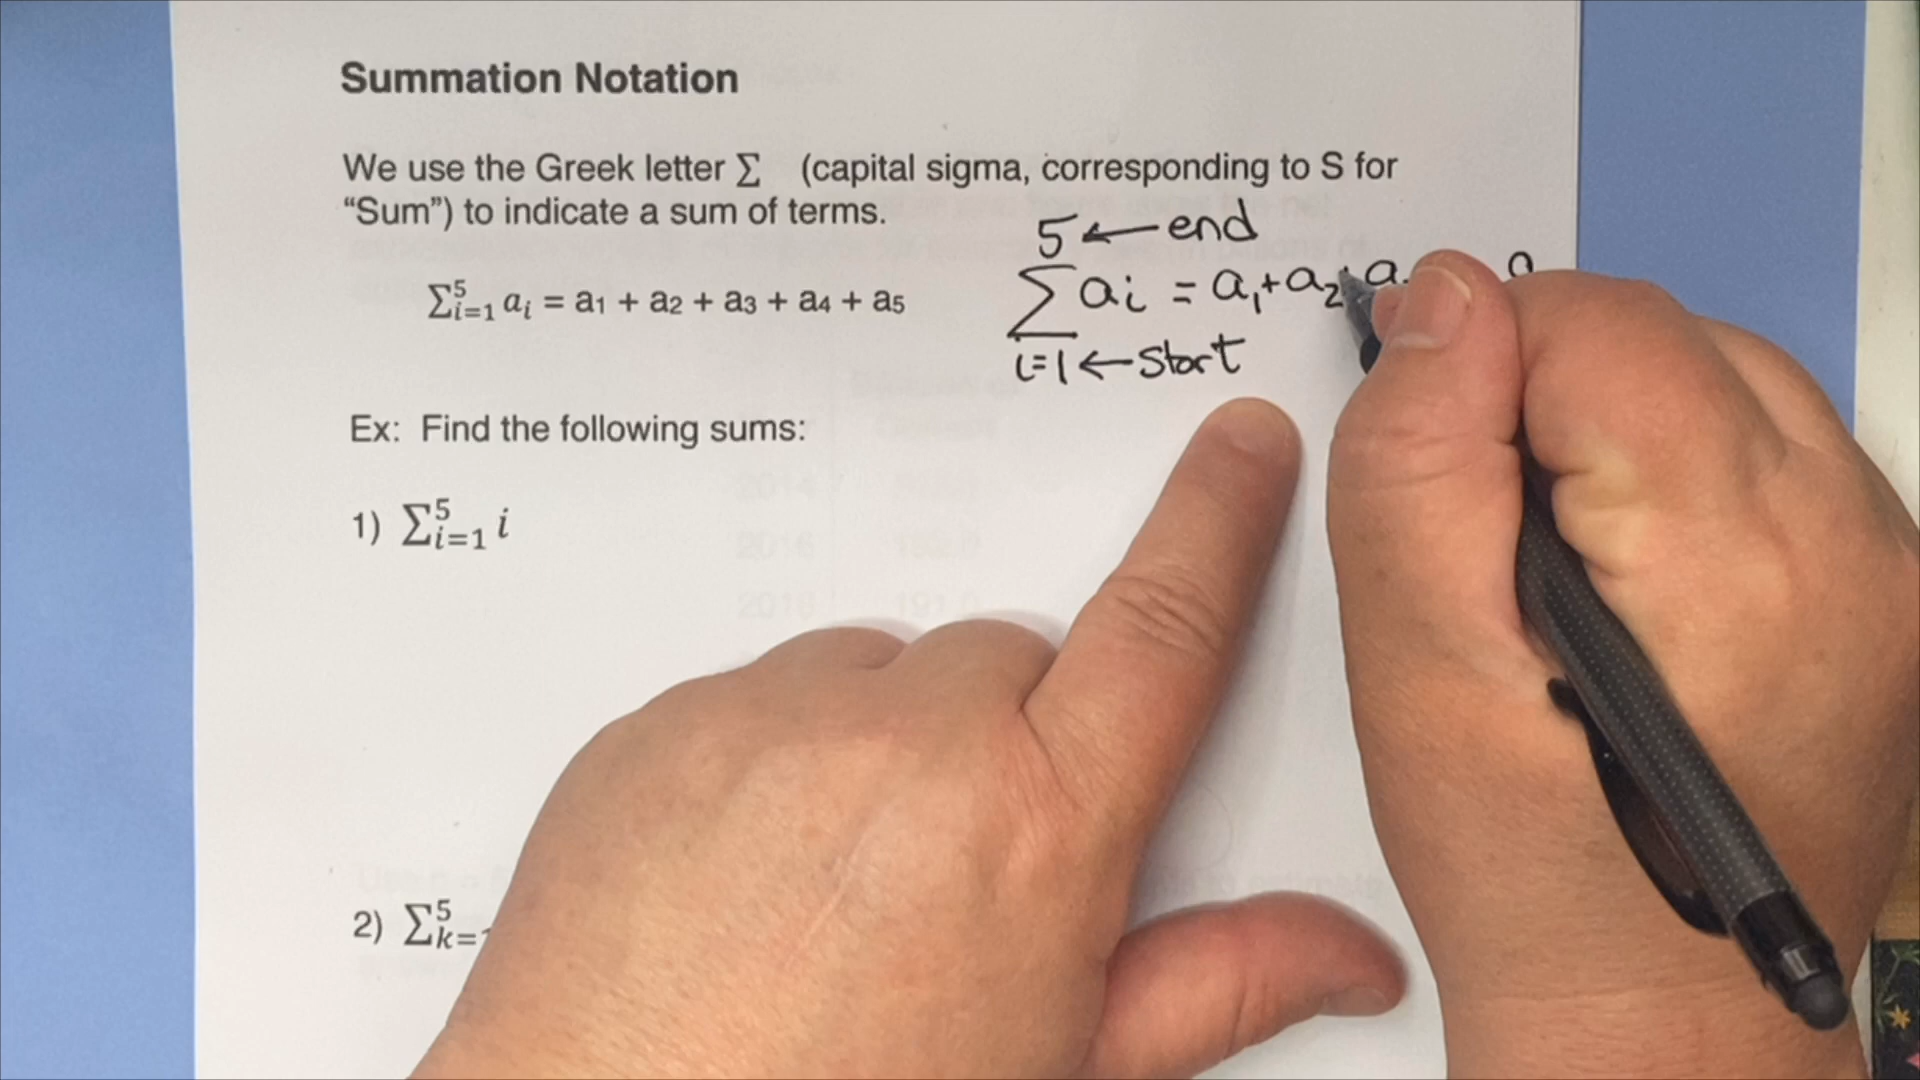 Summation Notation
We use the Greek letter Σ (capital sigma, corresponding to S for
“Sum”) to indicate a sum of terms.
5 ← end
∑ ai = a₁+a₂+a
i=1 ← start
∑⁵ᵢ₌₁ aᵢ = a1 + a2 + a3 + a4 + a5
Ex: Find the following sums:
1) ∑⁵ᵢ₌₁ i
2) ∑⁵ₖ₌